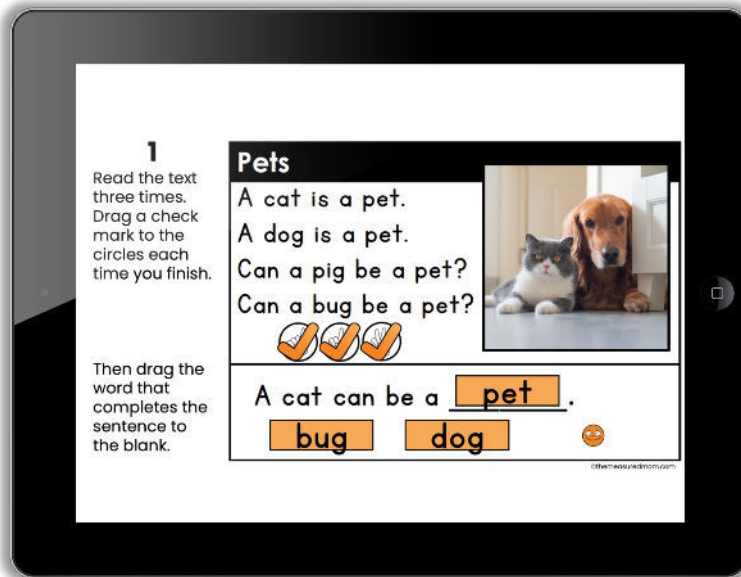 1
Read the text
three times.
Drag a check
mark to the
circles each
time you finish.
Pets
A cat is a pet.
A dog is a pet.
Can a pig be a pet?
Can a bug be a pet?
Then drag the
word that
completes the
sentence to
the blank.
A cat can be a pet.
bug dog
©themeasuredmom.com